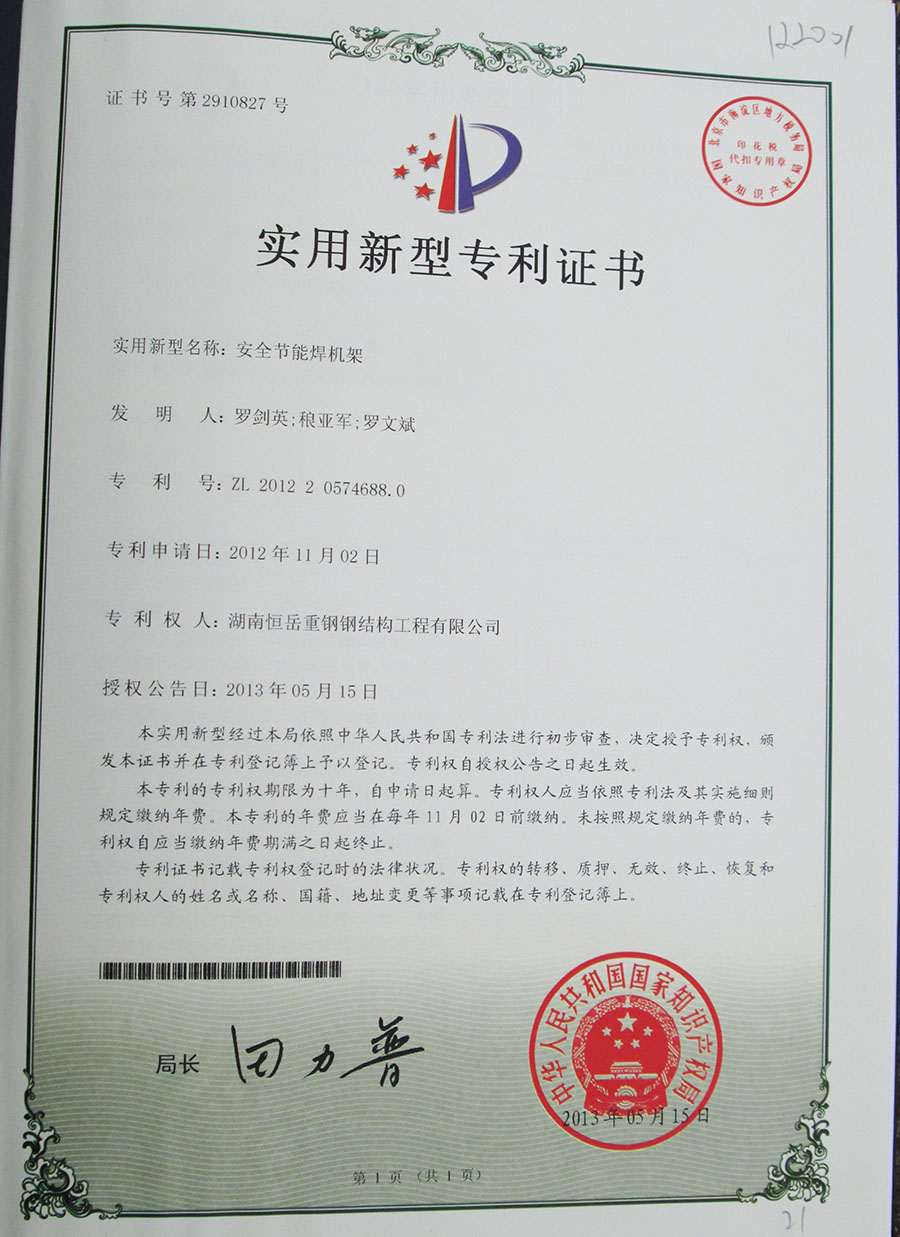 122001
证书号第2910827号
北京市海淀区地方税务局
印花税
代扣专用章
国家知识产权局
实用新型专利证书
实用新型名称：安全节能焊机架
发明人：罗剑英;稂亚军;罗文斌
专利号：ZL 2012 2 0574688.0
专利申请日：2012年11月02日
专利权人：湖南恒岳重钢钢结构工程有限公司
授权公告日：2013年05月15日
本实用新型经过本局依照中华人民共和国专利法进行初步审查，决定授予专利权，颁
发本证书并在专利登记簿上予以登记。专利权自授权公告之日起生效。
本专利的专利权期限为十年，自申请日起算。专利权人应当依照专利法及其实施细则
规定缴纳年费。本专利的年费应当在每年11月02日前缴纳。未按照规定缴纳年费的，专
利权自应当缴纳年费期满之日起终止。
专利证书记载专利权登记时的法律状况。专利权的转移、质押、无效、终止、恢复和
专利权人的姓名或名称、国籍、地址变更等事项记载在专利登记簿上。
局长 田力普
中华人民共和国国家知识产权局
2013年05月15日
第1页（共1页）
21